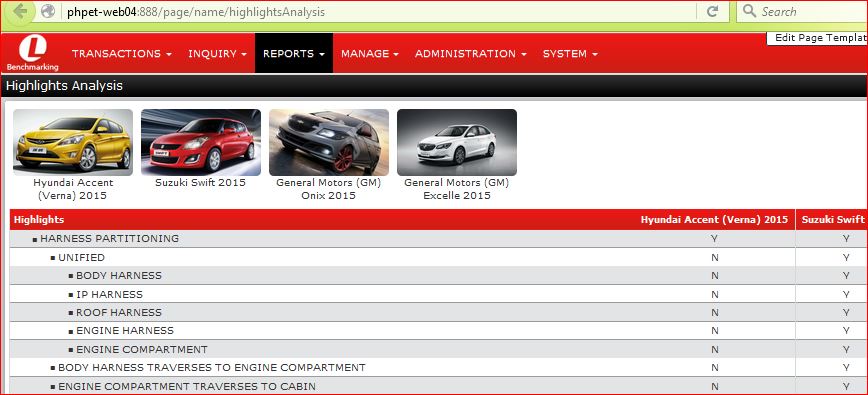 phpet-web04:888/page/name/highlightsAnalysis
Search
Edit Page Templat
L
Benchmarking
TRANSACTIONS
INQUIRY
REPORTS
MANAGE
ADMINISTRATION
SYSTEM
Highlights Analysis
Hyundai Accent
(Verna) 2015
Suzuki Swift 2015
General Motors (GM)
Onix 2015
General Motors (GM)
Excelle 2015
Highlights Hyundai Accent (Verna) 2015 Suzuki Swift
HARNESS PARTITIONING Y Y
UNIFIED N Y
BODY HARNESS N Y
IP HARNESS N Y
ROOF HARNESS N Y
ENGINE HARNESS N Y
ENGINE COMPARTMENT N Y
BODY HARNESS TRAVERSES TO ENGINE COMPARTMENT N Y
ENGINE COMPARTMENT TRAVERSES TO CABIN N Y